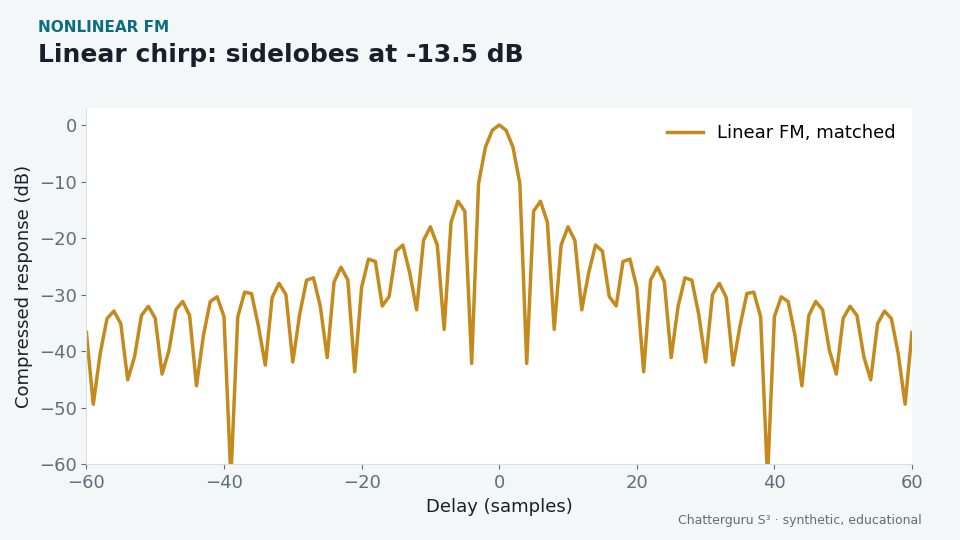 NONLINEAR FM
Linear chirp: sidelobes at -13.5 dB
Linear FM, matched
Compressed response (dB)
0
−10
−20
−30
−40
−50
−60
−60 −40 −20 0 20 40 60
Delay (samples)
Chatterguru S³ · synthetic, educational